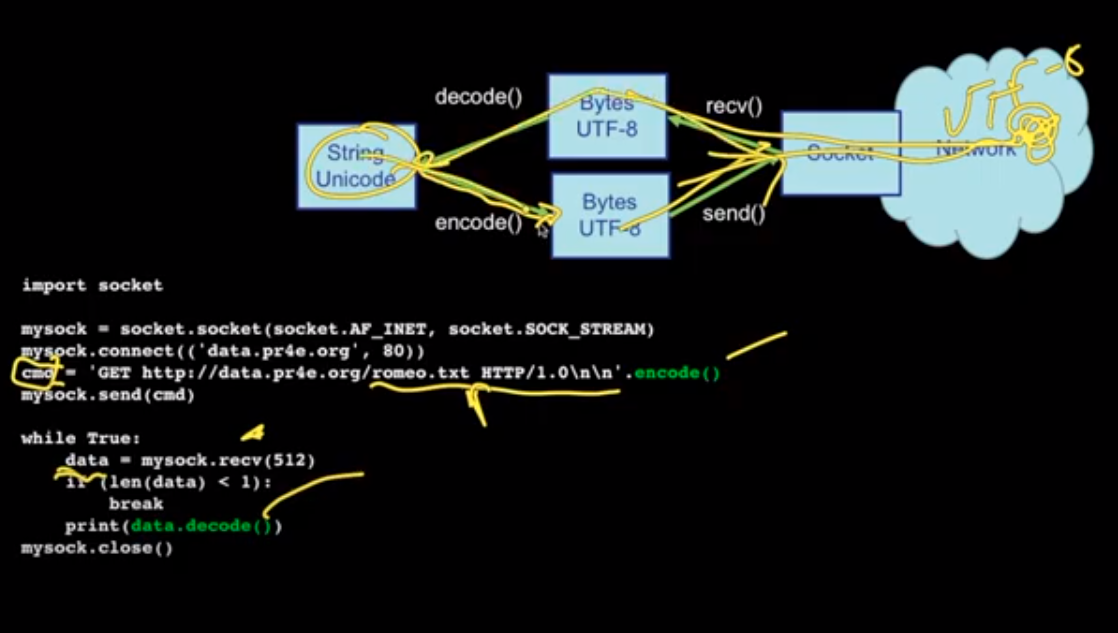 decode()
Bytes
UTF-8
recv()
String
Unicode
Socket
Network
UTF-8
encode()
Bytes
UTF-8
send()
import socket
mysock = socket.socket(socket.AF_INET, socket.SOCK_STREAM)
mysock.connect(('data.pr4e.org', 80))
cmd = 'GET http://data.pr4e.org/romeo.txt HTTP/1.0\n\n'.encode()
mysock.send(cmd)
while True:
    data = mysock.recv(512)
    if (len(data) < 1):
        break
    print(data.decode())
mysock.close()